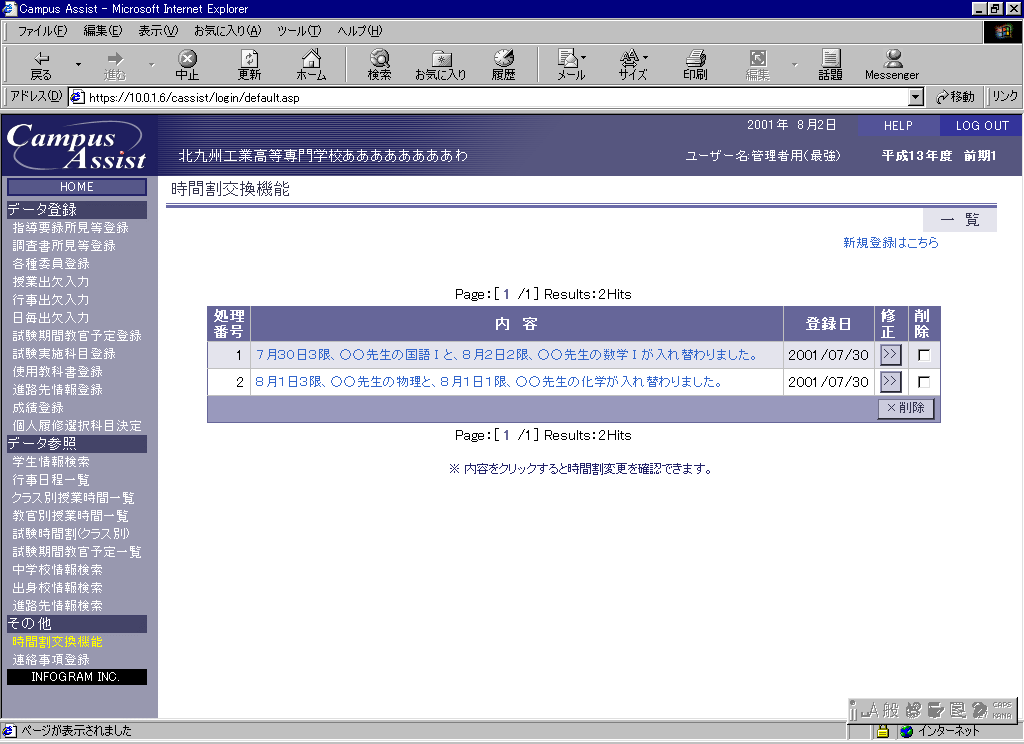 Campus Assist - Microsoft Internet Explorer
ファイル(F) 編集(E) 表示(V) お気に入り(A) ツール(T) ヘルプ(H)
戻る 進む 中止 更新 ホーム 検索 お気に入り 履歴 メール サイズ 印刷 編集 話題 Messenger
アドレス(D) https://10.0.1.6/cassist/login/default.asp 移動 リンク
Campus Assist
2001年 8月2日 HELP LOG OUT
北九州工業高等専門学校ああああああああわ ユーザー名:管理者用(最強) 平成13年度 前期1
HOME
データ登録
指導要録所見等登録
調査書所見等登録
各種委員登録
授業出欠入力
行事出欠入力
日毎出欠入力
試験期間教官予定登録
試験実施科目登録
使用教科書登録
進路先情報登録
成績登録
個人履修選択科目決定
データ参照
学生情報検索
行事日程一覧
クラス別授業時間一覧
教官別授業時間一覧
試験時間割(クラス別)
試験期間教官予定一覧
中学校情報検索
出身校情報検索
進路先情報検索
その他
時間割交換機能
連絡事項登録
INFOGRAM INC.
時間割交換機能
一 覧
新規登録はこちら
Page:[ 1 /1] Results:2Hits
処理番号 内 容 登録日 修正 削除
1 7月30日3限、○○先生の国語Ⅰと、8月2日2限、○○先生の数学Ⅰが入れ替わりました。 2001/07/30 >>
2 8月1日3限、○○先生の物理と、8月1日1限、○○先生の化学が入れ替わりました。 2001/07/30 >>
×削除
Page:[ 1 /1] Results:2Hits
※ 内容をクリックすると時間割変更を確認できます。
A 般 CAPS KANA
ページが表示されました インターネット